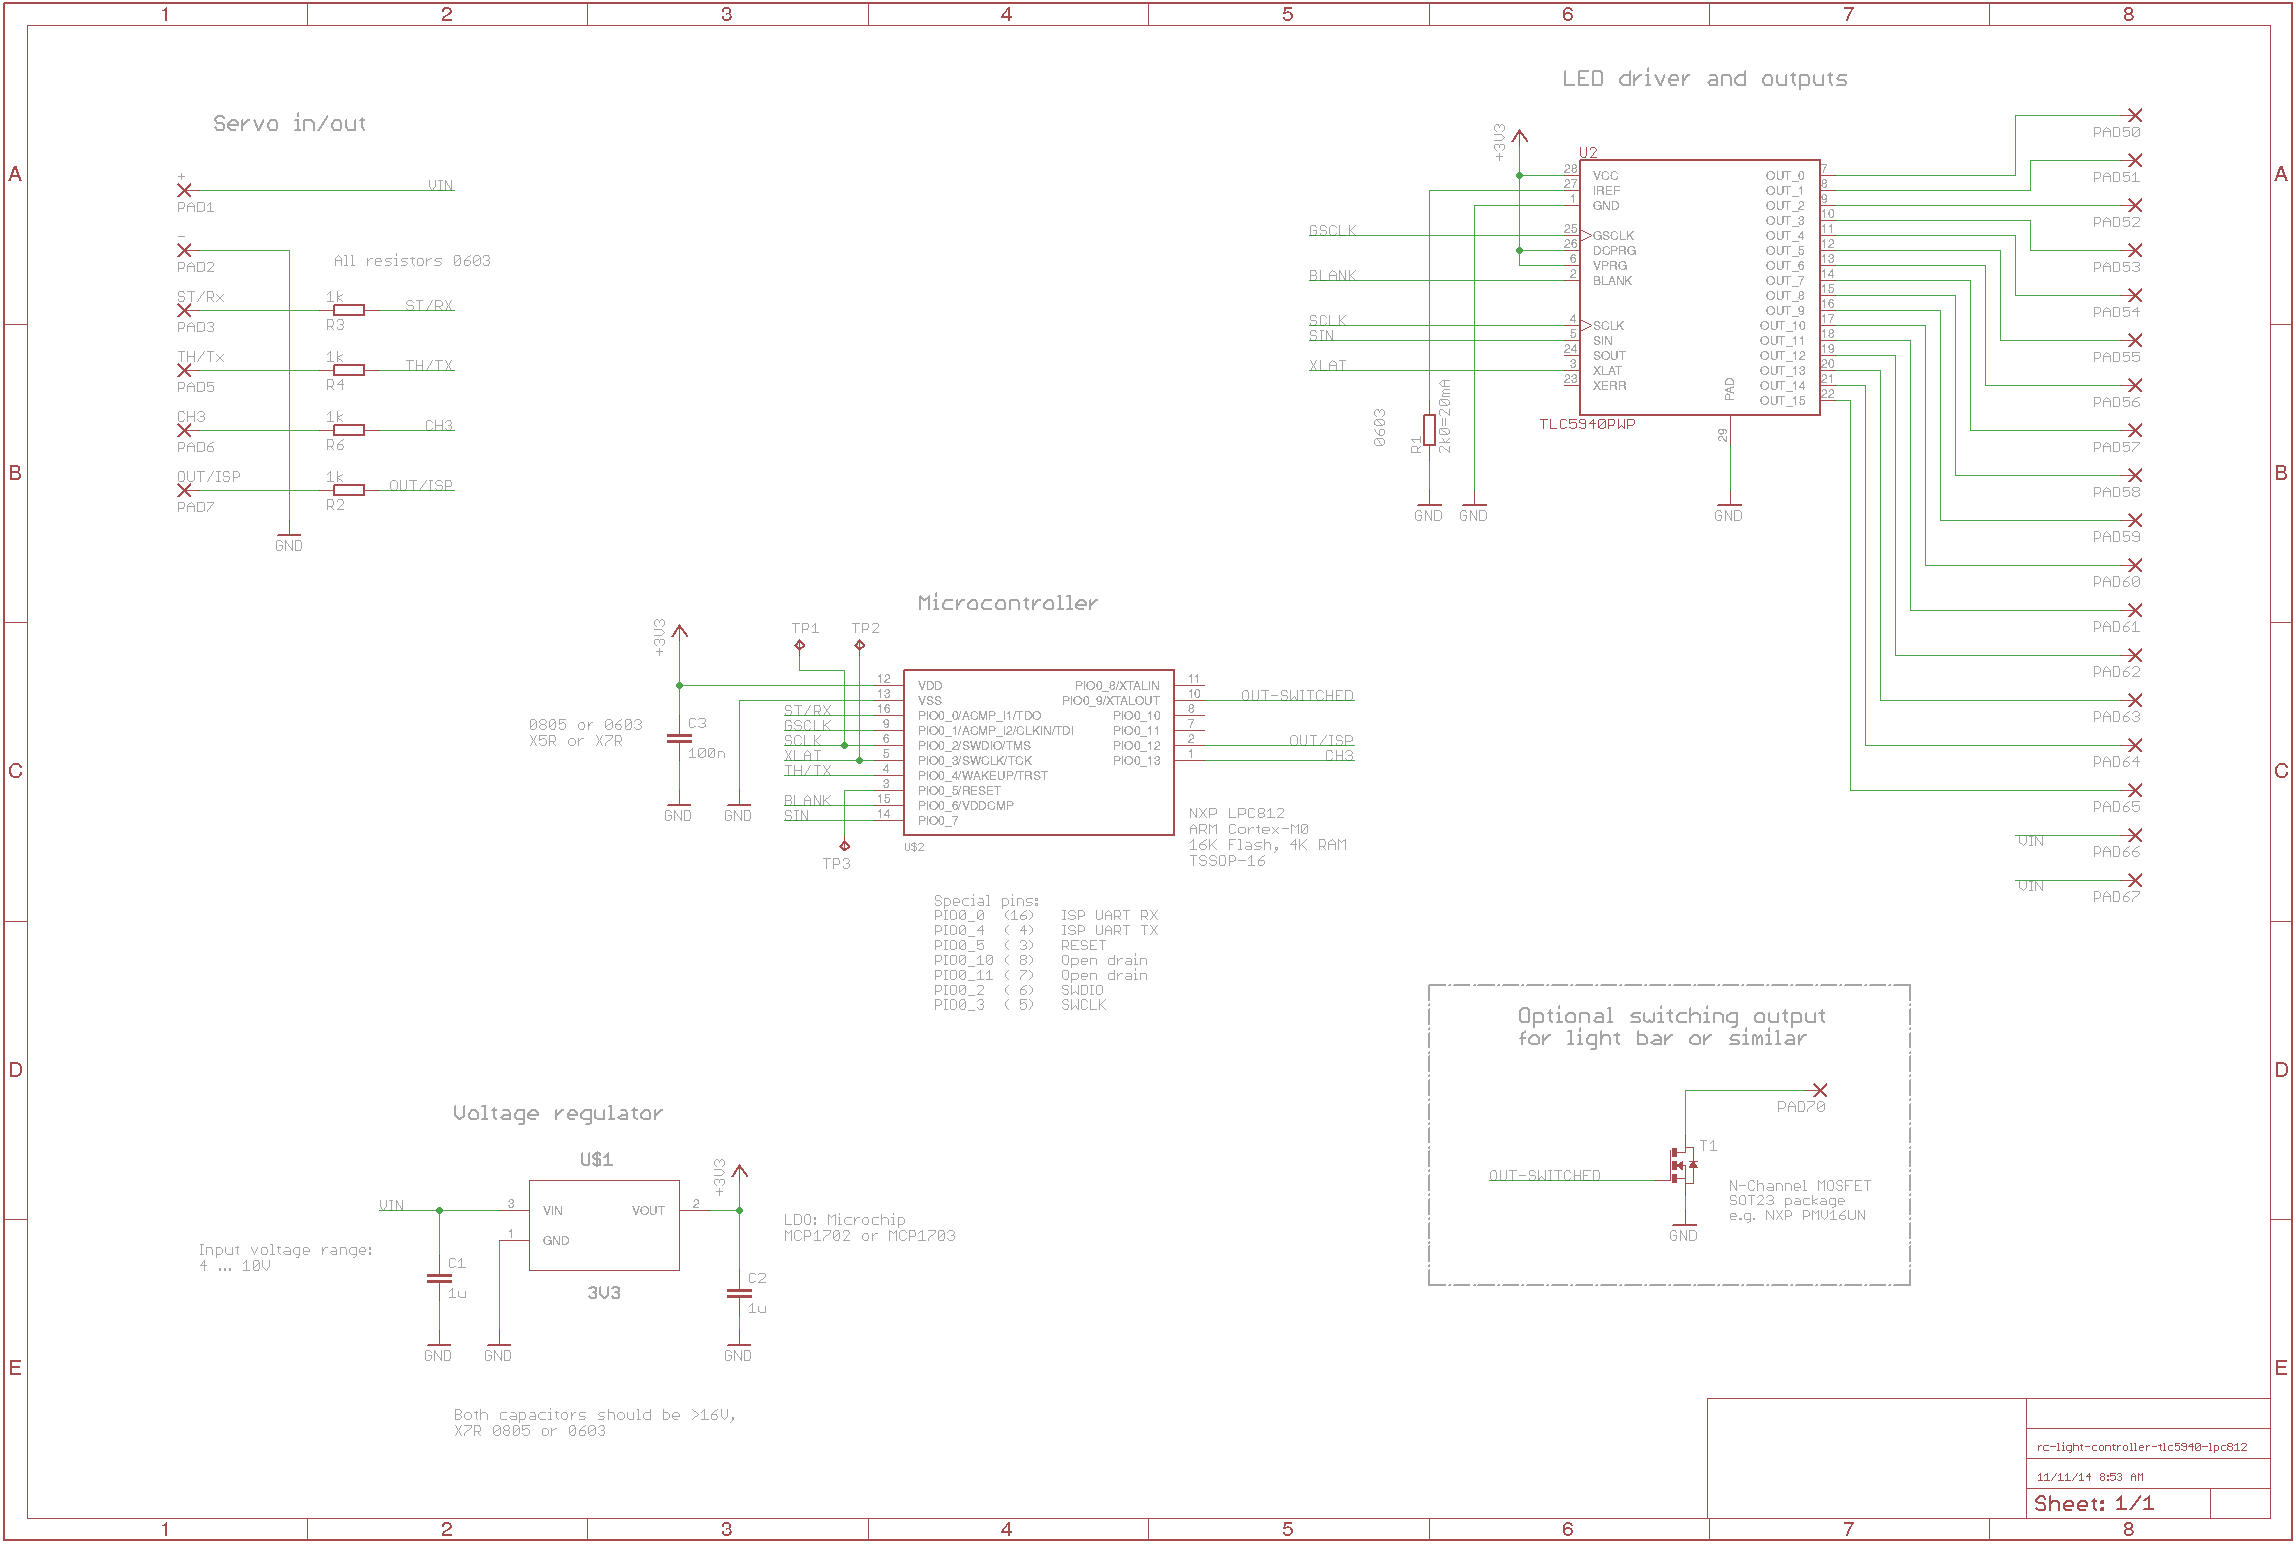 1 2 3 4 5 6 7 8
A
B
C
D
E
A
B
C
D
E
1 2 3 4 5 6 7 8
Servo in/out
+
PAD1
VIN
-
PAD2
All resistors 0603
ST/Rx
PAD3
1k
R3
ST/RX
TH/Tx
PAD5
1k
R4
TH/TX
CH3
PAD6
1k
R6
CH3
OUT/ISP
PAD7
1k
R2
OUT/ISP
GND
LED driver and outputs
+3V3
U2
28 VCC
27 IREF
1 GND
GSCLK 25 GSCLK
26 DCPRG
6 VPRG
BLANK 2 BLANK
SCLK 4 SCLK
SIN 5 SIN
24 SOUT
XLAT 3 XLAT
23 XERR
OUT_0 7
OUT_1 8
OUT_2 9
OUT_3 10
OUT_4 11
OUT_5 12
OUT_6 13
OUT_7 14
OUT_8 15
OUT_9 16
OUT_10 17
OUT_11 18
OUT_12 19
OUT_13 20
OUT_14 21
OUT_15 22
PAD
29
TLC5940PWP
0603
R1
2k0=20mA
GND
GND
GND
PAD50
PAD51
PAD52
PAD53
PAD54
PAD55
PAD56
PAD57
PAD58
PAD59
PAD60
PAD61
PAD62
PAD63
PAD64
PAD65
VIN
PAD66
VIN
PAD67
Microcontroller
+3V3
TP1
TP2
0805 or 0603
X5R or X7R
C3
100n
GND
GND
12 VDD
13 VSS
ST/RX 16 PIO0_0/ACMP_I1/TDO
GSCLK 9 PIO0_1/ACMP_I2/CLKIN/TDI
SCLK 6 PIO0_2/SWDIO/TMS
XLAT 5 PIO0_3/SWCLK/TCK
TH/TX 4 PIO0_4/WAKEUP/TRST
3 PIO0_5/RESET
BLANK 15 PIO0_6/VDDCMP
SIN 14 PIO0_7
PIO0_8/XTALIN 11
PIO0_9/XTALOUT 10 OUT-SWITCHED
PIO0_10 8
PIO0_11 7
PIO0_12 2 OUT/ISP
PIO0_13 1 CH3
TP3
U$2
NXP LPC812
ARM Cortex-M0
16K Flash, 4K RAM
TSSOP-16
Special pins:
PIO0_0 (16) ISP UART RX
PIO0_4 ( 4) ISP UART TX
PIO0_5 ( 3) RESET
PIO0_10 ( 8) Open drain
PIO0_11 ( 7) Open drain
PIO0_2 ( 6) SWDIO
PIO0_3 ( 5) SWCLK
Voltage regulator
U$1
VIN
3 VIN
1 GND
VOUT 2
+3V3
3V3
LDO: Microchip
MCP1702 or MCP1703
Input voltage range:
4 ... 10V
C1
1u
C2
1u
GND
GND
GND
Both capacitors should be >16V,
X7R 0805 or 0603
Optional switching output
for light bar or similar
PAD70
T1
OUT-SWITCHED
N-Channel MOSFET
SOT23 package
e.g. NXP PMV16UN
GND
rc-light-controller-tlc5940-lpc812
11/11/14 8:53 AM
Sheet: 1/1